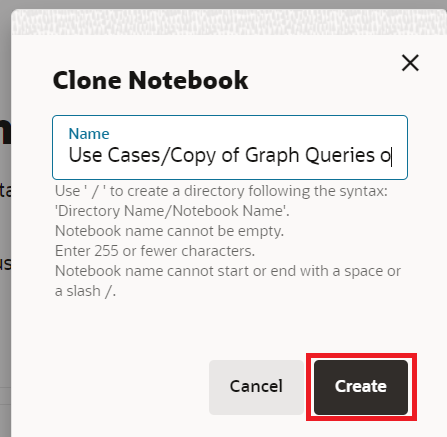 Clone Notebook
Name
Use Cases/Copy of Graph Queries o
Use ' / ' to create a directory following the syntax:
'Directory Name/Notebook Name'.
Notebook name cannot be empty.
Enter 255 or fewer characters.
Notebook name cannot start or end with a space or
a slash /.
Cancel
Create